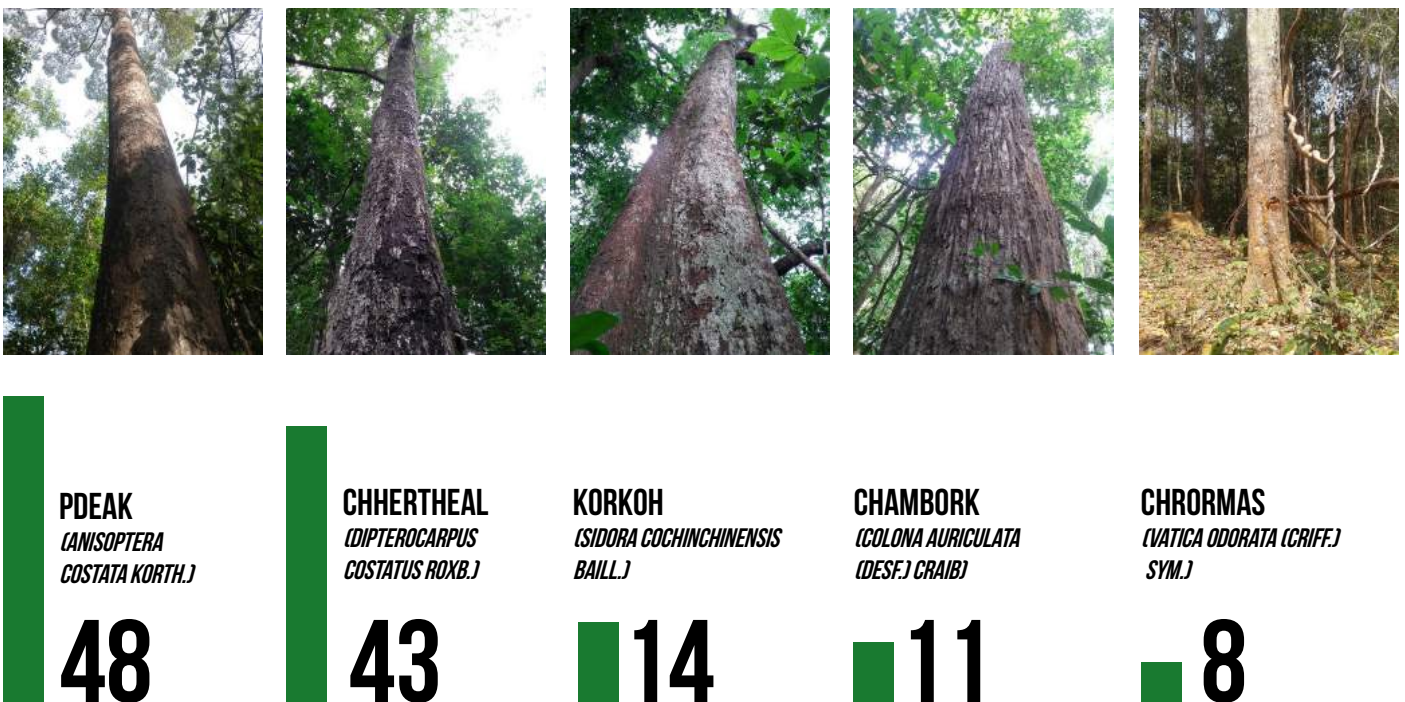 PDEAK
(ANISOPTERA
COSTATA KORTH.)
48
CHHERTHEAL
(DIPTEROCARPUS
COSTATUS ROXB.)
43
KORKOH
(SIDORA COCHINCHINENSIS
BAILL.)
14
CHAMBORK
(COLONA AURICULATA
(DESF.) CRAIB)
11
CHRORMAS
(VATICA ODORATA (CRIFF.)
SYM.)
8